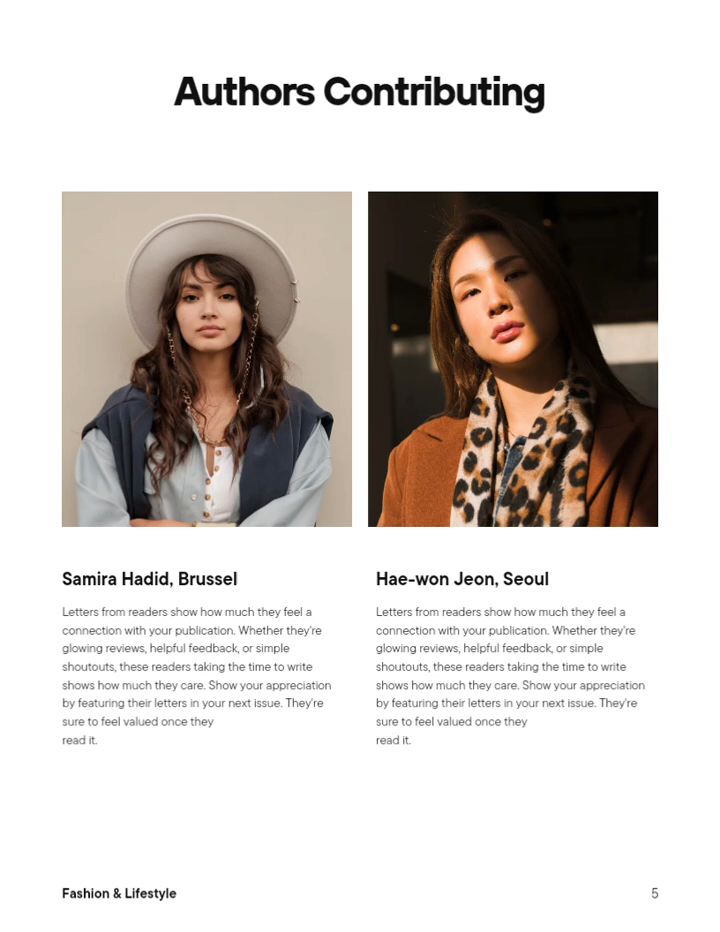 Authors Contributing
Samira Hadid, Brussel
Letters from readers show how much they feel a
connection with your publication. Whether they're
glowing reviews, helpful feedback, or simple
shoutouts, these readers taking the time to write
shows how much they care. Show your appreciation
by featuring their letters in your next issue. They're
sure to feel valued once they
read it.
Hae-won Jeon, Seoul
Letters from readers show how much they feel a
connection with your publication. Whether they're
glowing reviews, helpful feedback, or simple
shoutouts, these readers taking the time to write
shows how much they care. Show your appreciation
by featuring their letters in your next issue. They're
sure to feel valued once they
read it.
Fashion & Lifestyle
5